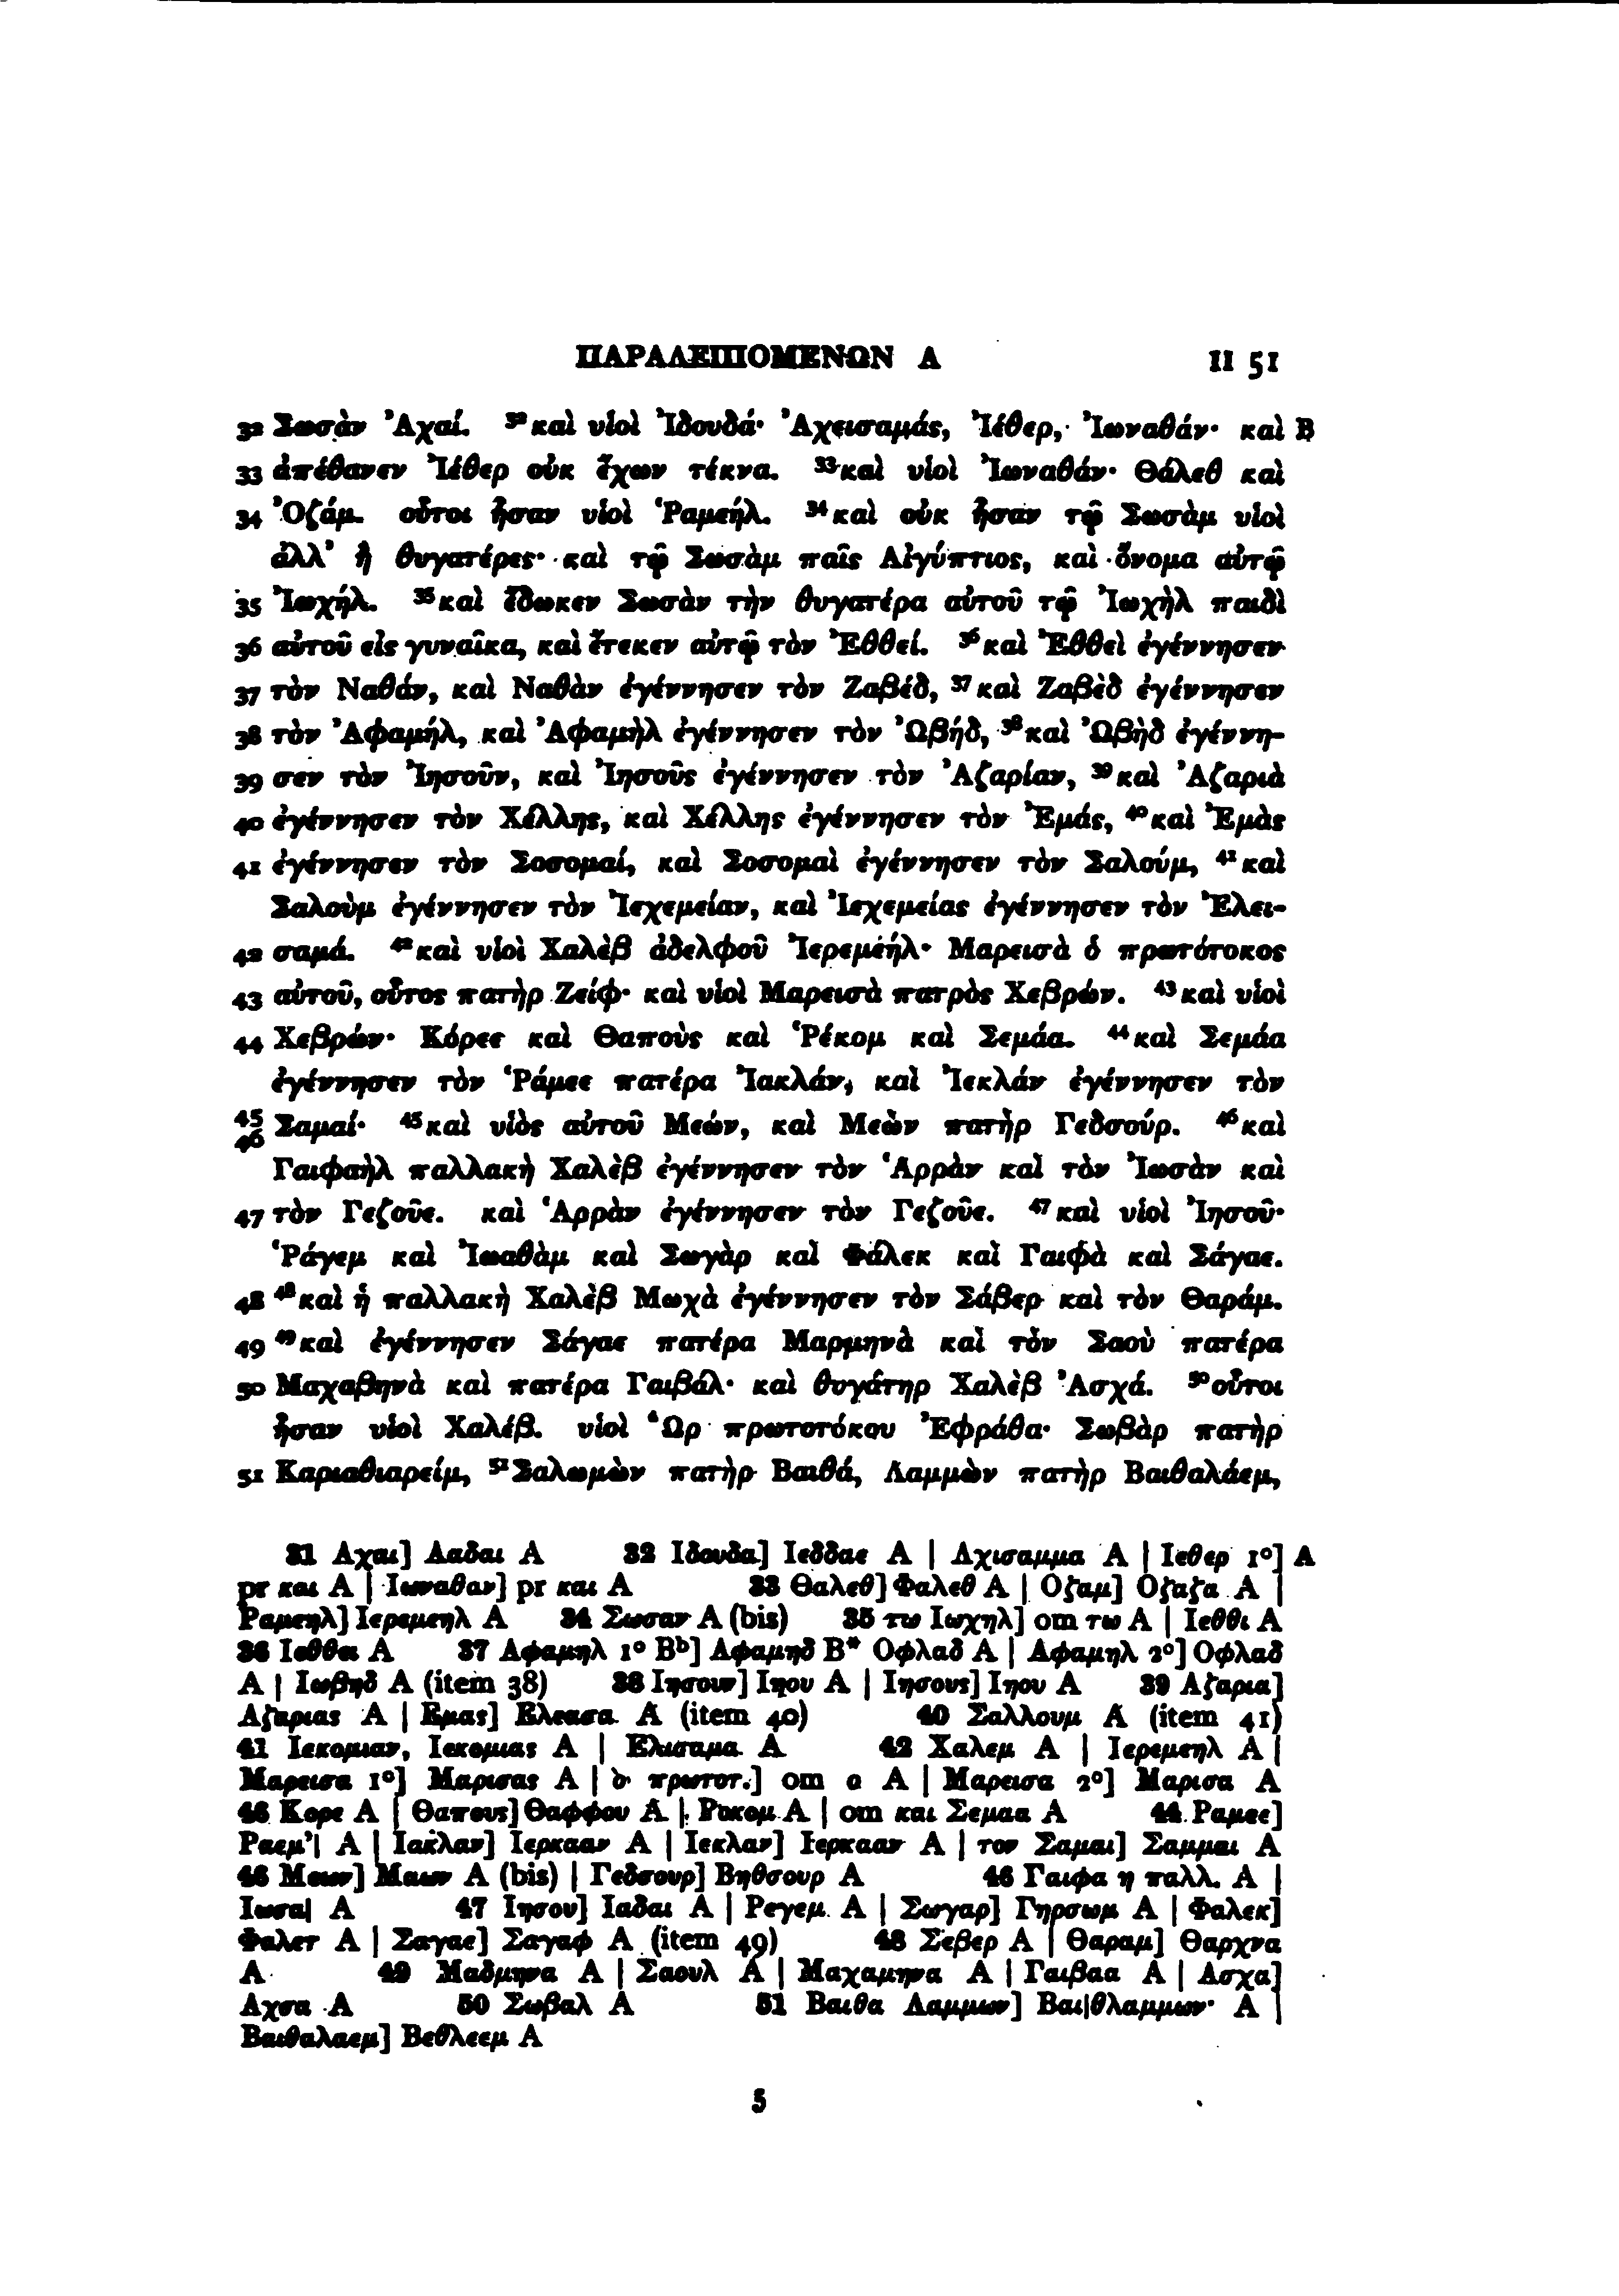 ΠΑΡΑΛΕΙΠΟΜΕΝΩΝ Α II 51
32 Σωσὰν Ἀχαί. ³²καὶ υἱοὶ Ἰδουδά· Ἀχεισαμάς, Ἰέθερ, Ἰωναθάν· καὶ B
33 ἀπέθανεν Ἰέθερ οὐκ ἔχων τέκνα. ³³καὶ υἱοὶ Ἰωναθάν· Θάλεθ καὶ
34 Ὀζάμ. οὗτοι ἦσαν υἱοὶ Ῥαμεήλ. ³⁴καὶ οὐκ ἦσαν τῷ Σωσὰμ υἱοὶ
ἀλλ’ ἢ θυγατέρες· καὶ τῷ Σωσὰμ παῖς Αἰγύπτιος, καὶ ὄνομα αὐτῷ
35 Ἰωχήλ. ³⁵καὶ ἔδωκεν Σωσὰν τὴν θυγατέρα αὐτοῦ τῷ Ἰωχὴλ παιδὶ
36 αὐτοῦ εἰς γυναῖκα, καὶ ἔτεκεν αὐτῷ τὸν Ἐθθεί. ³⁶καὶ Ἐθθεὶ ἐγέννησεν
37 τὸν Ναθάν, καὶ Ναθὰν ἐγέννησεν τὸν Ζαβέδ, ³⁷καὶ Ζαβὲδ ἐγέννησεν
38 τὸν Ἀφαμήλ, καὶ Ἀφαμὴλ ἐγέννησεν τὸν Ὠβήδ, ³⁸καὶ Ὠβὴδ ἐγέννη-
39 σεν τὸν Ἰησοῦν, καὶ Ἰησοῦς ἐγέννησεν τὸν Ἀζαρίαν, ³⁹καὶ Ἀζαριὰ
40 ἐγέννησεν τὸν Χέλλης, καὶ Χέλλης ἐγέννησεν τὸν Ἐμάς, ⁴⁰καὶ Ἐμὰς
41 ἐγέννησεν τὸν Σοσομαί, καὶ Σοσομαὶ ἐγέννησεν τὸν Σαλούμ, ⁴¹καὶ
Σαλοὺμ ἐγέννησεν τὸν Ἰεχεμείαν, καὶ Ἰεχεμείας ἐγέννησεν τὸν Ἐλει-
42 σαμά. ⁴²καὶ υἱοὶ Χαλὲβ ἀδελφοῦ Ἰερεμεήλ· Μαρεισὰ ὁ πρωτότοκος
43 αὐτοῦ, οὗτος πατὴρ Ζείφ· καὶ υἱοὶ Μαρεισὰ πατρὸς Χεβρών. ⁴³καὶ υἱοὶ
44 Χεβρών· Κόρεε καὶ Θαποὺς καὶ Ῥέκομ καὶ Σεμάα. ⁴⁴καὶ Σεμάα
ἐγέννησεν τὸν Ῥάμεε πατέρα Ἰακλάν, καὶ Ἰεκλὰν ἐγέννησεν τὸν
45 Σαμαί· ⁴⁵καὶ υἱὸς αὐτοῦ Μεών, καὶ Μεὼν πατὴρ Γεδσούρ. ⁴⁶καὶ
46 Γαιφαὴλ παλλακὴ Χαλὲβ ἐγέννησεν τὸν Ἁρρὰν καὶ τὸν Ἰωσὰν καὶ
47 τὸν Γεζοῦε. καὶ Ἁρρὰν ἐγέννησεν τὸν Γεζοῦε. ⁴⁷καὶ υἱοὶ Ἰησοῦ·
Ῥάγεμ καὶ Ἰωαθὰμ καὶ Σωγὰρ καὶ Φάλεκ καὶ Γαιφὰ καὶ Σάγαε.
48 ⁴⁸καὶ ἡ παλλακὴ Χαλὲβ Μωχὰ ἐγέννησεν τὸν Σάβερ καὶ τὸν Θαράμ.
49 ⁴⁹καὶ ἐγέννησεν Σάγαε πατέρα Μαρμηνὰ καὶ τὸν Σαοὺ πατέρα
50 Μαχαβηνὰ καὶ πατέρα Γαιβάλ· καὶ θυγάτηρ Χαλὲβ Ἀσχά. ⁵⁰οὗτοι
ἦσαν υἱοὶ Χαλέβ. υἱοὶ Ὢρ πρωτοτόκου Ἐφράθα· Σωβὰρ πατὴρ
51 Καριαθιαρείμ, ⁵¹Σαλωμὼν πατὴρ Βαιθά, Λαμμὼν πατὴρ Βαιθαλάεμ,
31 Αχαι] Ααδαι A 32 Ιδουδα] Ιεδδαε A | Αχισαμμα A | Ιεθερ 1°] A
pr και A | Ιωναθαν] pr και A 33 Θαλεθ] Φαλεθ A | Οζαμ] Οζαζα A |
Ραμεηλ] Ιερεμεηλ A 34 Σωσαν A (bis) 35 τω Ιωχηλ] om τω A | Ιεθθι A
36 Ιεθθει A 37 Αφαμηλ 1° Bᵇ] Αφαμηδ B* Οφλαδ A | Αφαμηλ 2°] Οφλαδ
A | Ιωβηδ A (item 38) 38 Ιησουν] Ιηου A | Ιησους] Ιηου A 39 Αζαρια]
Αζαριας A | Εμας] Ελεασα A (item 40) 40 Σαλλουμ A (item 41)
41 Ιεκομιαν, Ιεκομιας A | Ελισαμα A 42 Χαλεμ A | Ιερεμεηλ A |
Μαρεισα 1°] Μαρισας A | ο πρωτοτ.] om ο A | Μαρεισα 2°] Μαρισα A
43 Κορε A | Θαπους] Θαφφου A | Ροκομ A | om και Σεμαα A 44 Ραμεε]
Ραεμ’| A | Ιακλαν] Ιερκααν A | Ιεκλαν] Ιερκααν A | τον Σαμαι] Σαμμαι A
45 Μεων] Μαων A (bis) | Γεδσουρ] Βηθσουρ A 46 Γαιφα η παλλ. A |
Ιωσα| A 47 Ιησου] Ιαδαι A | Ρεγεμ A | Σωγαρ] Γηρσωμ A | Φαλεκ]
Φαλετ A | Σαγαε] Σαγαφ A (item 49) 48 Σεβερ A | Θαραμ] Θαρχνα
A 49 Μαδμηνα A | Σαουλ A | Μαχαμηνα A | Γαιβαα A | Ασχα]
Αχσα A 50 Σωβαλ A 51 Βαιθα Λαμμων] Βαι|θλαμμων· A |
Βαιθαλαεμ] Βεθλεεμ A
5